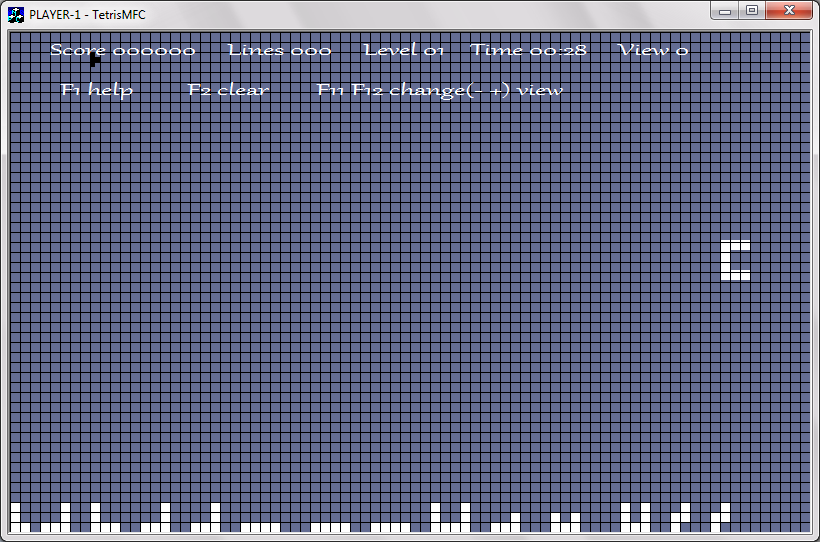 PLAYER-1 - TetrisMFC
Score 000000 Lines 000 Level 01 Time 00:28 View 0
F1 help F2 clear F11 F12 change(- +) view